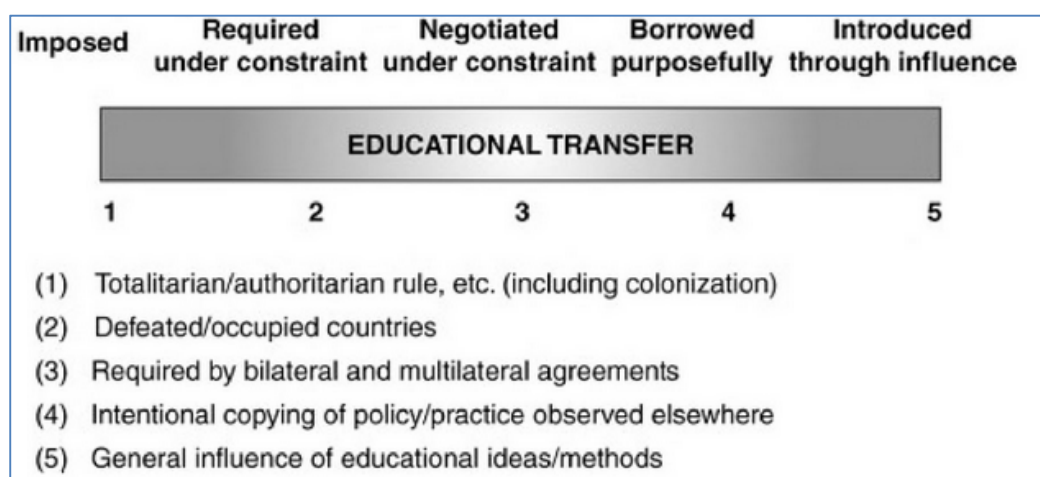 Imposed
Required
under constraint
Negotiated
under constraint
Borrowed
purposefully
Introduced
through influence
EDUCATIONAL TRANSFER
1 2 3 4 5
(1) Totalitarian/authoritarian rule, etc. (including colonization)
(2) Defeated/occupied countries
(3) Required by bilateral and multilateral agreements
(4) Intentional copying of policy/practice observed elsewhere
(5) General influence of educational ideas/methods